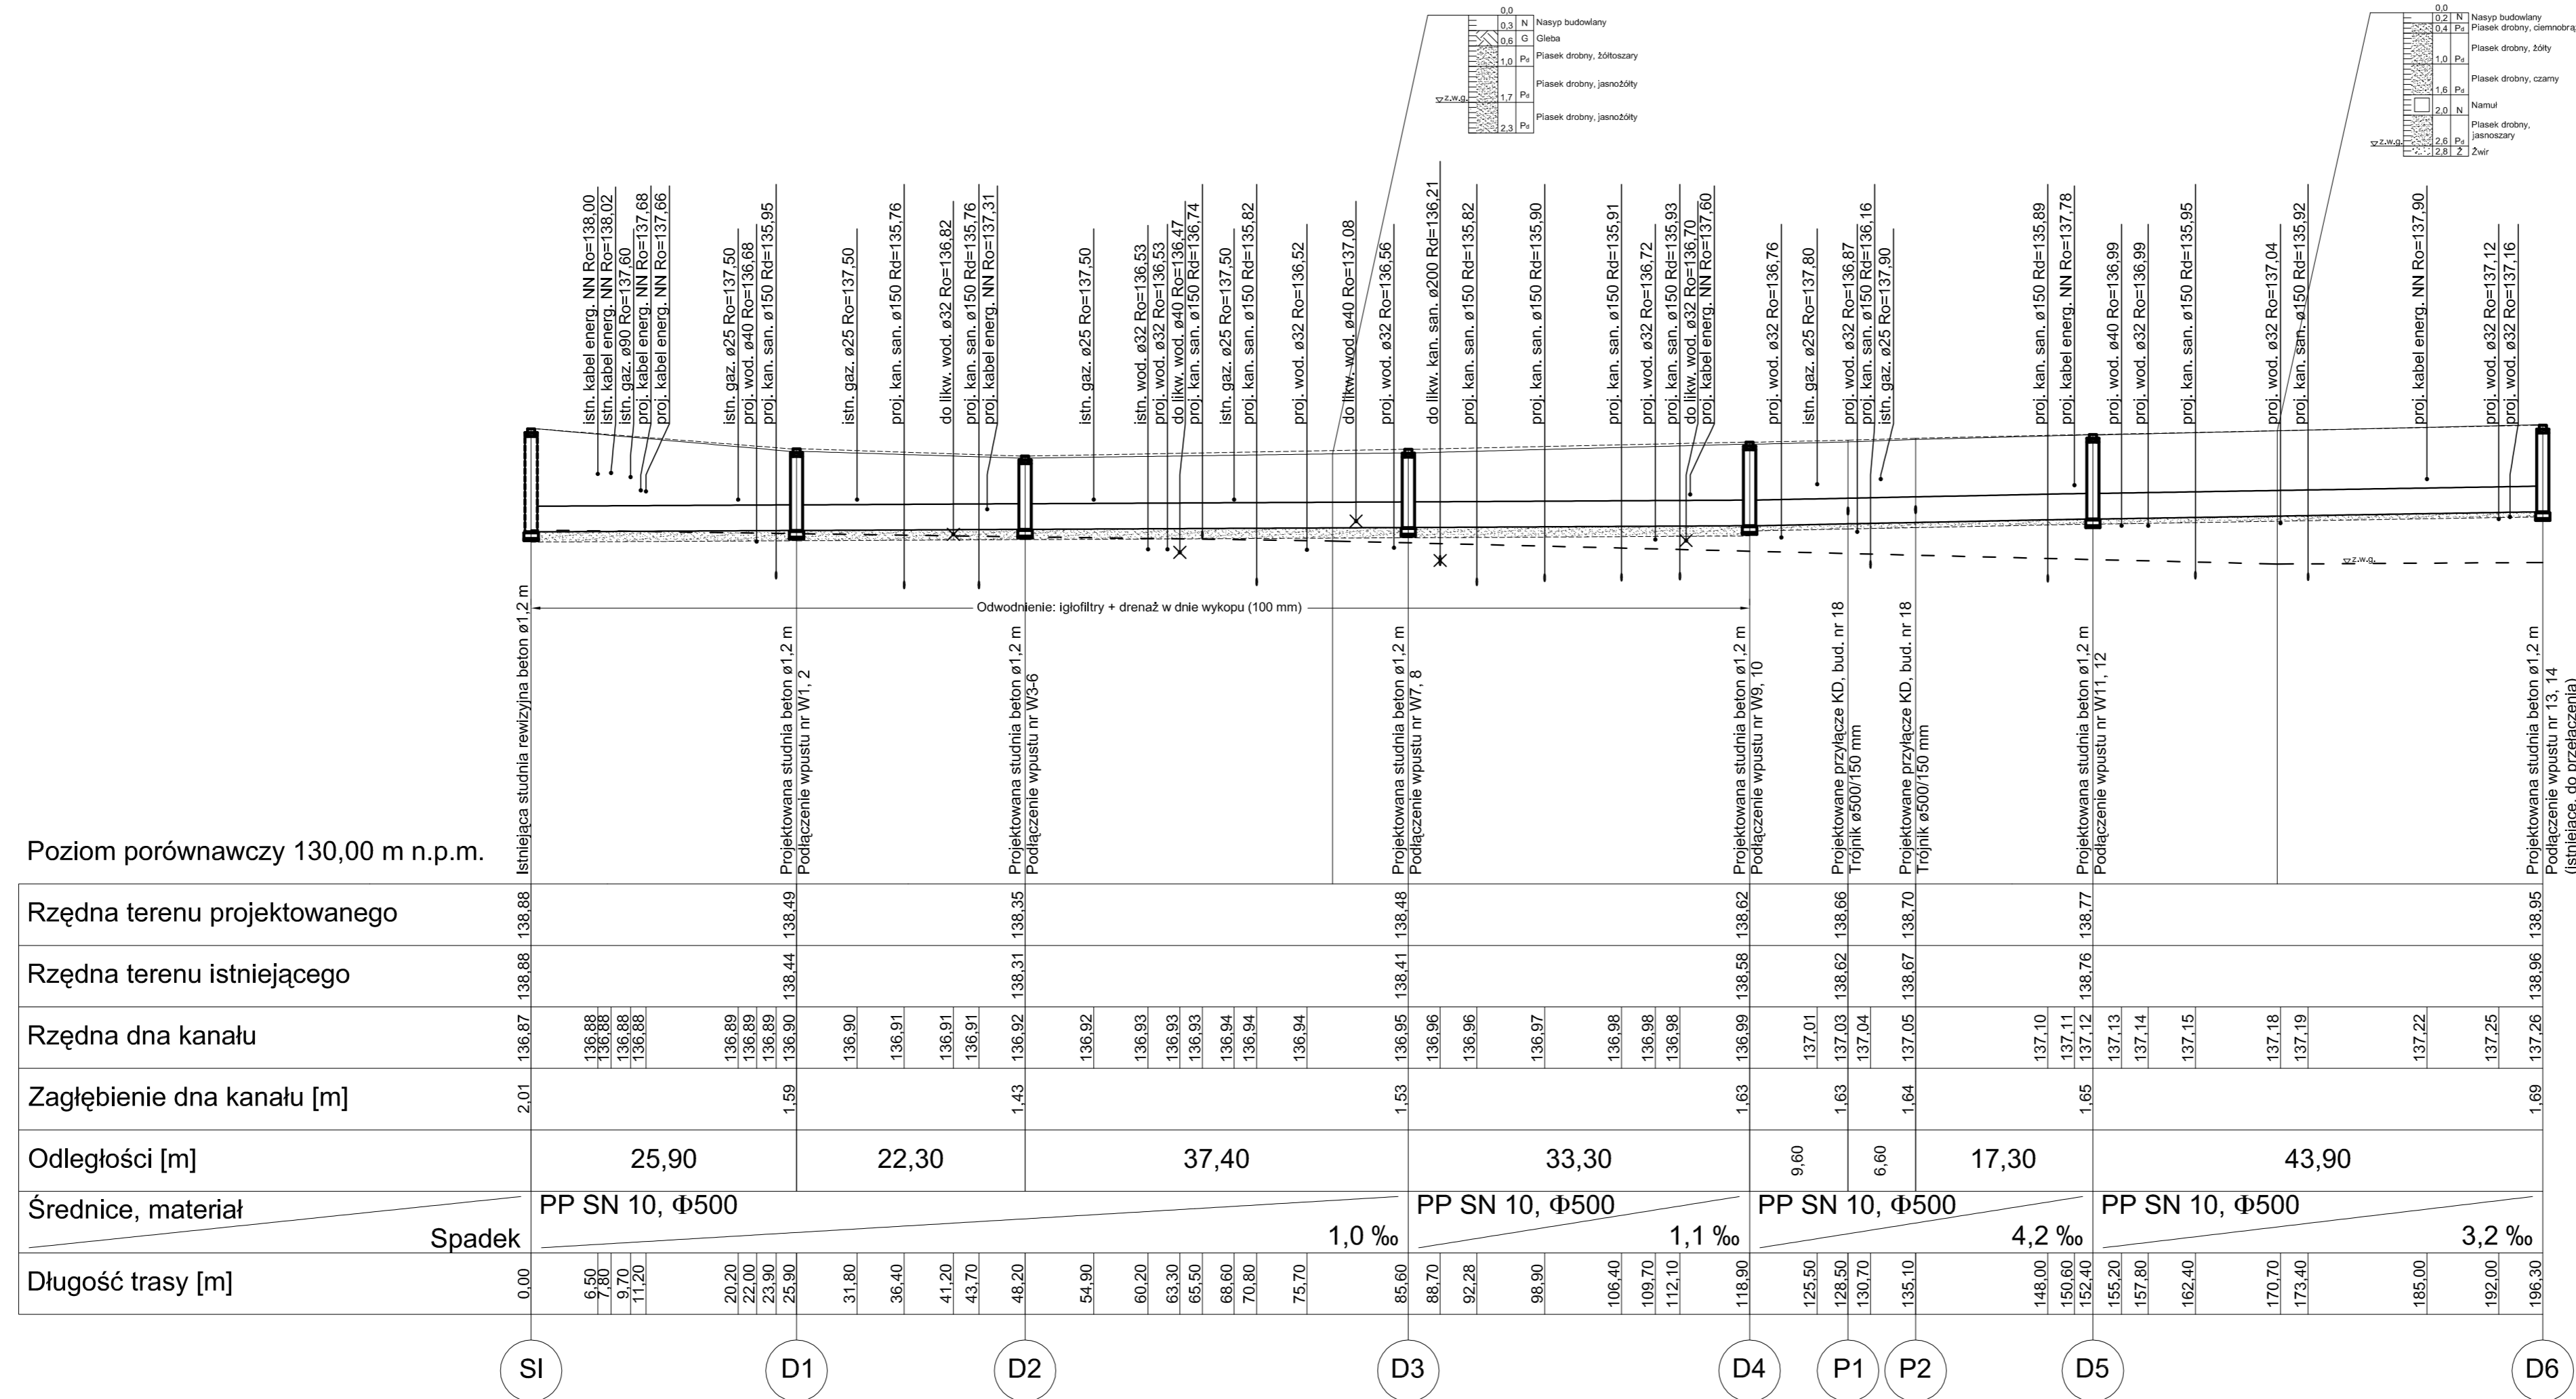 0,0
0,3 N Nasyp budowlany
0,6 G Gleba
1,0 Pd Piasek drobny, żółtoszary
1,7 Pd Piasek drobny, jasnożółty
z.w.g.
2,3 Pd Piasek drobny, jasnożółty
0,0
0,2 N Nasyp budowlany
0,4 Pd Piasek drobny, ciemnobrą
1,0 Pd Piasek drobny, żółty
1,6 Pd Piasek drobny, czarny
2,0 N Namuł
2,6 Pd Piasek drobny,
jasnoszary
z.w.g.
2,8 Ż Żwir
istn. kabel energ. NN Ro=138,00
istn. kabel energ. NN Ro=138,02
istn. gaz. ø90 Ro=137,60
proj. kabel energ. NN Ro=137,68
proj. kabel energ. NN Ro=137,66
istn. gaz. ø25 Ro=137,50
proj. wod. ø40 Ro=136,68
proj. kan. san. ø150 Rd=135,95
istn. gaz. ø25 Ro=137,50
proj. kan. san. ø150 Rd=135,76
do likw. wod. ø32 Ro=136,82
proj. kan. san. ø150 Rd=135,76
proj. kabel energ. NN Ro=137,31
istn. gaz. ø25 Ro=137,50
istn. wod. ø32 Ro=136,53
proj. wod. ø32 Ro=136,53
do likw. wod. ø40 Ro=136,47
proj. kan. san. ø150 Rd=136,74
istn. gaz. ø25 Ro=137,50
proj. kan. san. ø150 Rd=135,82
proj. wod. ø32 Ro=136,52
do likw. wod. ø40 Ro=137,08
proj. wod. ø32 Ro=136,56
do likw. kan. san. ø200 Rd=136,21
proj. kan. san. ø150 Rd=135,82
proj. kan. san. ø150 Rd=135,90
proj. kan. san. ø150 Rd=135,91
proj. wod. ø32 Ro=136,72
proj. kan. san. ø150 Rd=135,93
do likw. wod. ø32 Ro=136,70
proj. kabel energ. NN Ro=137,60
proj. wod. ø32 Ro=136,76
istn. gaz. ø25 Ro=137,80
proj. wod. ø32 Ro=136,87
proj. kan. san. ø150 Rd=136,16
istn. gaz. ø25 Ro=137,90
proj. kan. san. ø150 Rd=135,89
proj. kabel energ. NN Ro=137,78
proj. wod. ø40 Ro=136,99
proj. wod. ø32 Ro=136,99
proj. kan. san. ø150 Rd=135,95
proj. wod. ø32 Ro=137,04
proj. kan. san. ø150 Rd=135,92
proj. kabel energ. NN Ro=137,90
proj. wod. ø32 Ro=137,12
proj. wod. ø32 Ro=137,16
z.w.g.
Odwodnienie: igłofiltry + drenaż w dnie wykopu (100 mm)
Istniejąca studnia rewizyjna beton ø1,2 m
Projektowana studnia beton ø1,2 m
Podłączenie wpustu nr W1, 2
Projektowana studnia beton ø1,2 m
Podłączenie wpustu nr W3-6
Projektowana studnia beton ø1,2 m
Podłączenie wpustu nr W7, 8
Projektowana studnia beton ø1,2 m
Podłączenie wpustu nr W9, 10
Projektowane przyłącze KD, bud. nr 18
Trójnik ø500/150 mm
Projektowane przyłącze KD, bud. nr 18
Trójnik ø500/150 mm
Projektowana studnia beton ø1,2 m
Podłączenie wpustu nr W11, 12
Projektowana studnia beton ø1,2 m
Podłączenie wpustu nr 13, 14
(istniejące, do przełączenia)
Poziom porównawczy 130,00 m n.p.m.
Rzędna terenu projektowanego 138,88 138,49 138,35 138,48 138,62 138,66 138,70 138,77 138,95
Rzędna terenu istniejącego 138,88 138,44 138,31 138,41 138,58 138,62 138,67 138,76 138,96
Rzędna dna kanału 136,87 136,88 136,88 136,88 136,88 136,89 136,89 136,89 136,90 136,90 136,91 136,91 136,91 136,92 136,92 136,93 136,93 136,93 136,94 136,94 136,94 136,95 136,96 136,96 136,97 136,98 136,98 136,98 136,99 137,01 137,03 137,04 137,05 137,10 137,11 137,12 137,13 137,14 137,15 137,18 137,19 137,22 137,25 137,26
Zagłębienie dna kanału [m] 2,01 1,59 1,43 1,53 1,63 1,63 1,64 1,65 1,69
Odległości [m] 25,90 22,30 37,40 33,30 9,60 6,60 17,30 43,90
Średnice, materiał PP SN 10, Φ500 PP SN 10, Φ500 PP SN 10, Φ500 PP SN 10, Φ500
Spadek 1,0 ‰ 1,1 ‰ 4,2 ‰ 3,2 ‰
Długość trasy [m] 0,00 6,50 7,80 9,70 11,20 20,20 22,00 23,90 25,90 31,80 36,40 41,20 43,70 48,20 54,90 60,20 63,30 65,50 68,60 70,80 75,70 85,60 88,70 92,28 98,90 106,40 109,70 112,10 118,90 125,50 128,50 130,70 135,10 148,00 150,60 152,40 155,20 157,80 162,40 170,70 173,40 185,00 192,00 196,30
SI D1 D2 D3 D4 P1 P2 D5 D6